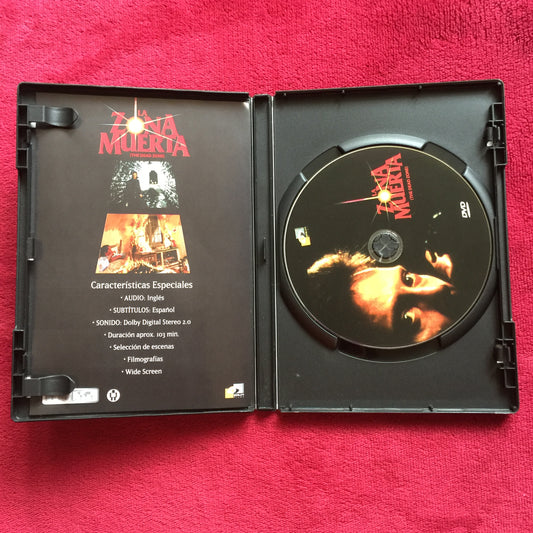 LA
ZONA
MUERTA
(THE DEAD ZONE)
Características Especiales
• AUDIO: Inglés
• SUBTÍTULOS: Español
• SONIDO: Dolby Digital Stereo 2.0
• Duración aprox. 103 min.
• Selección de escenas
• Filmografías
• Wide Screen
LA
ZONA
MUERTA
(THE DEAD ZONE)
DVD